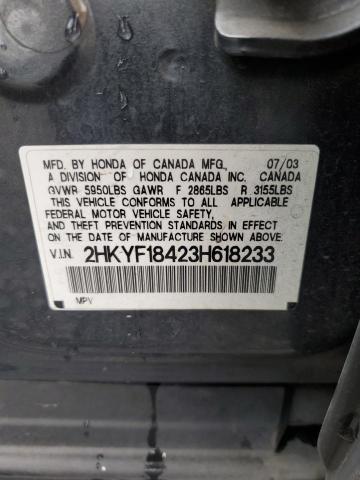 MFD. BY HONDA OF CANADA MFG., 07/03
A DIVISION OF HONDA CANADA INC. CANADA
GVWR 5950LBS GAWR F 2865LBS R 3155LBS
THIS VEHICLE CONFORMS TO ALL APPLICABLE
FEDERAL MOTOR VEHICLE SAFETY,
AND THEFT PREVENTION STANDARDS IN EFFECT
ON THE DATE OF MANUFACTURE SHOWN ABOVE.
V.I.N. 2HKYF18423H618233
MPV